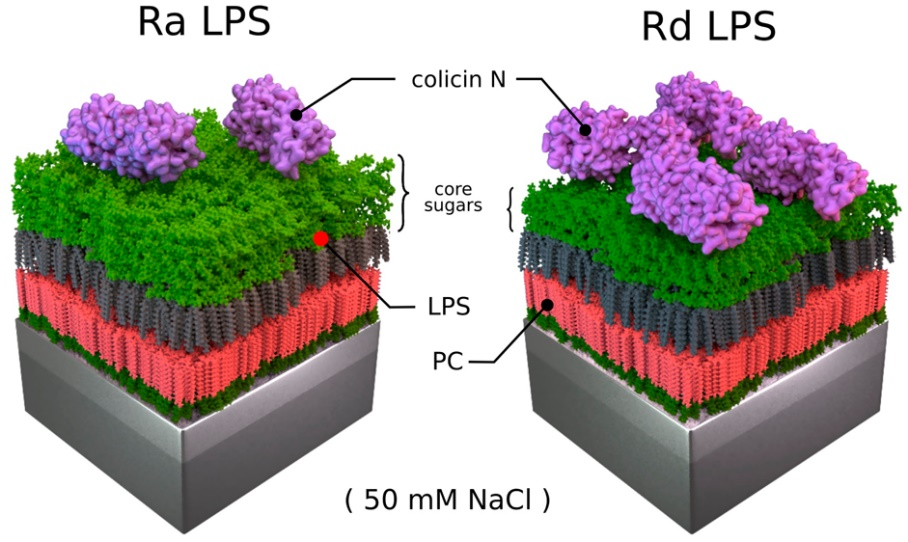 Ra LPS
Rd LPS
colicin N
core
sugars
LPS
PC
( 50 mM NaCl )